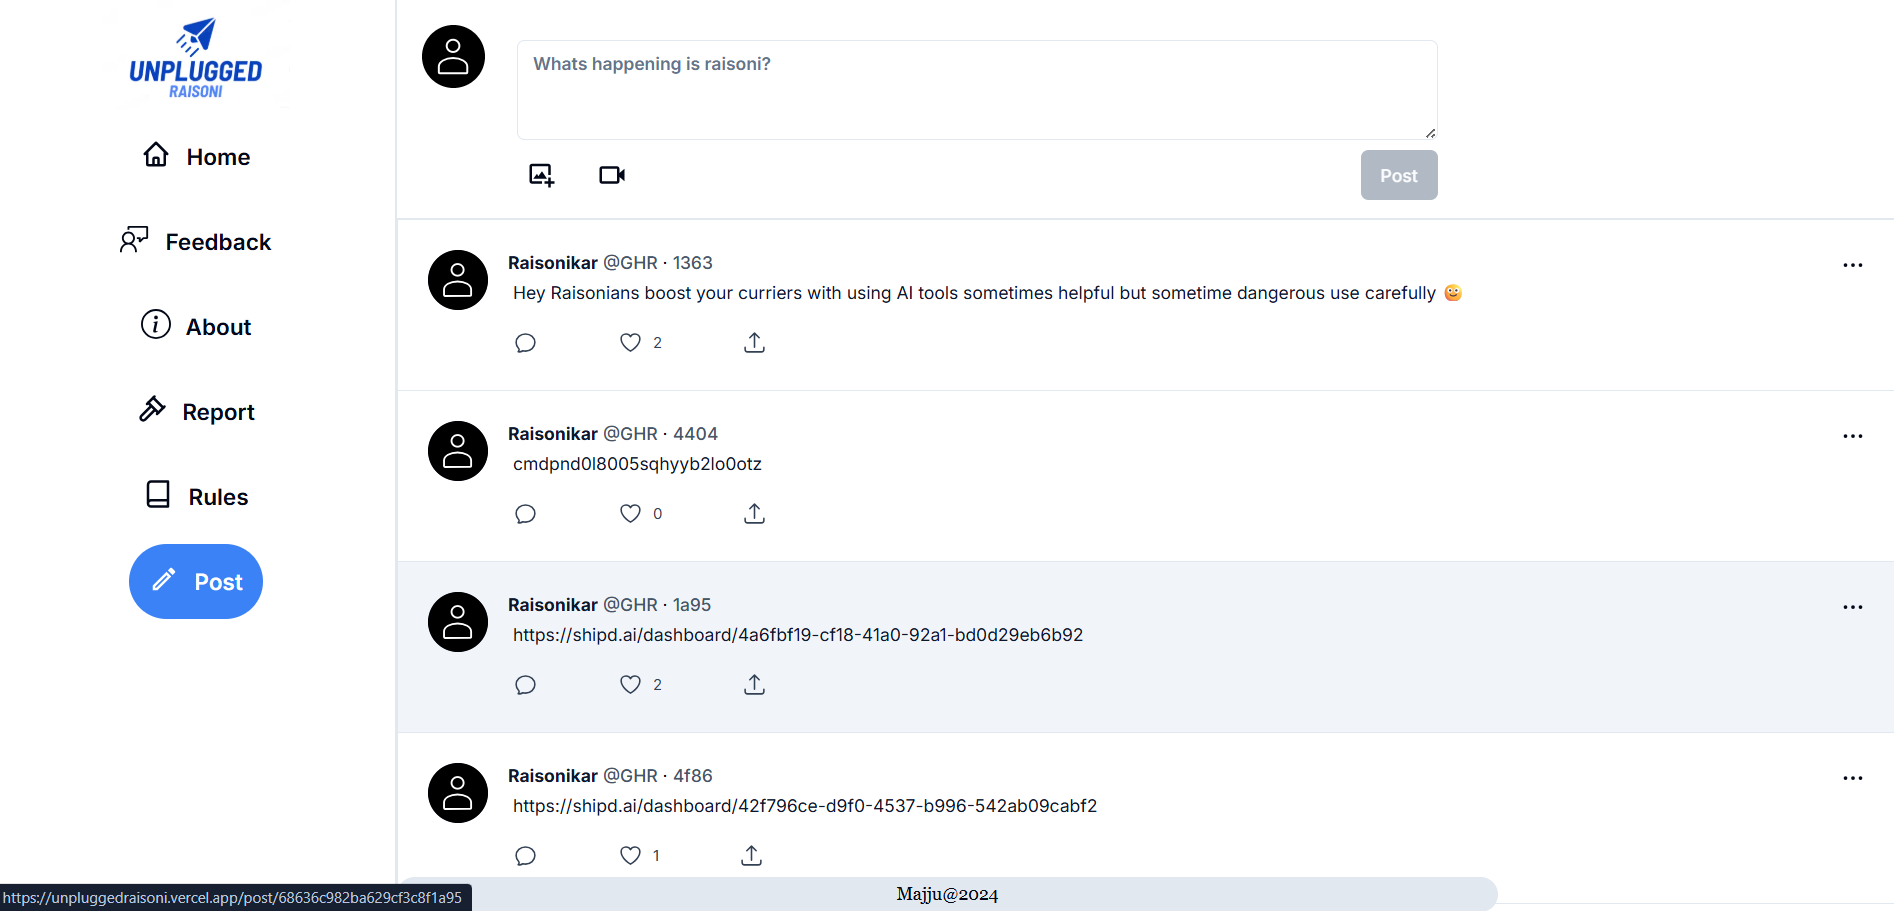 UNPLUGGED
RAISONI
Home
Feedback
About
Report
Rules
Post
Whats happening is raisoni?
Post
Raisonikar @GHR · 1363
Hey Raisonians boost your curriers with using AI tools sometimes helpful but sometime dangerous use carefully 🤪
2
Raisonikar @GHR · 4404
cmdpnd0l8005sqhyyb2lo0otz
0
Raisonikar @GHR · 1a95
https://shipd.ai/dashboard/4a6fbf19-cf18-41a0-92a1-bd0d29eb6b92
2
Raisonikar @GHR · 4f86
https://shipd.ai/dashboard/42f796ce-d9f0-4537-b996-542ab09cabf2
1
Majju@2024
https://unpluggedraisoni.vercel.app/post/68636c982ba629cf3c8f1a95